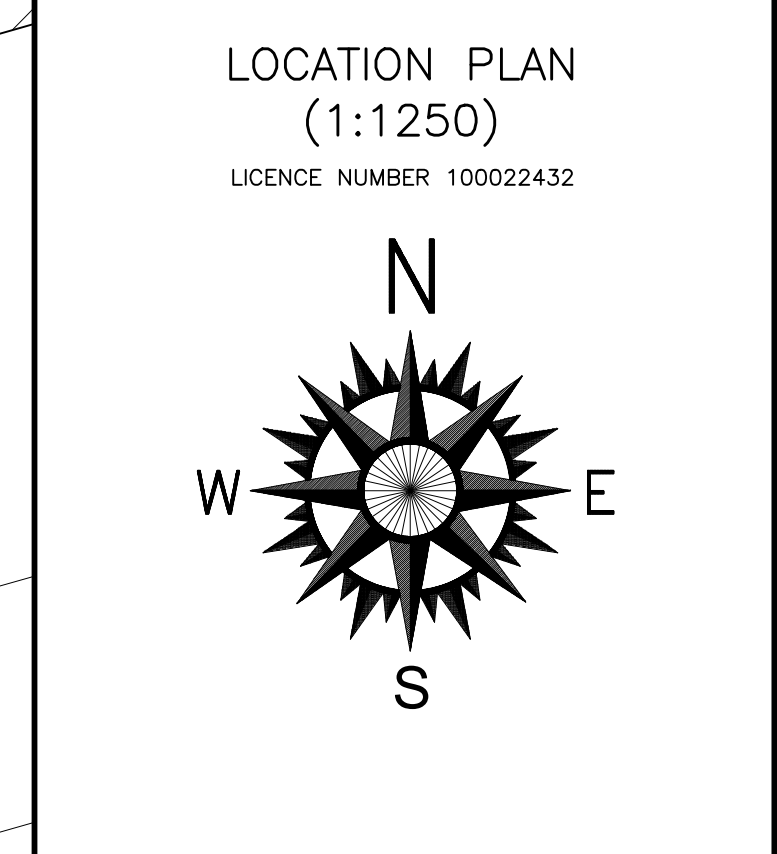 LOCATION PLAN
(1:1250)
LICENCE NUMBER 100022432
N
W E
S